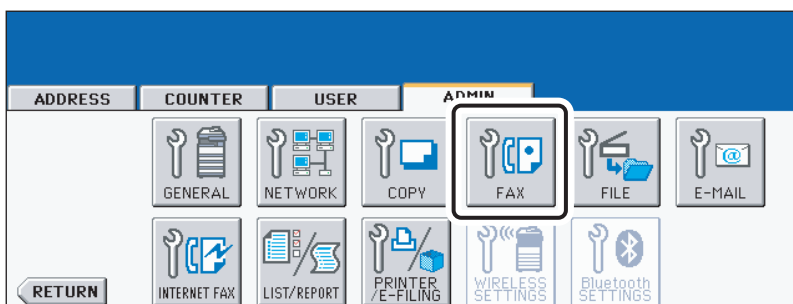 ADDRESS COUNTER USER ADMIN
GENERAL NETWORK COPY FAX FILE E-MAIL
INTERNET FAX LIST/REPORT PRINTER /E-FILING WIRELESS SETTINGS Bluetooth SETTINGS
RETURN